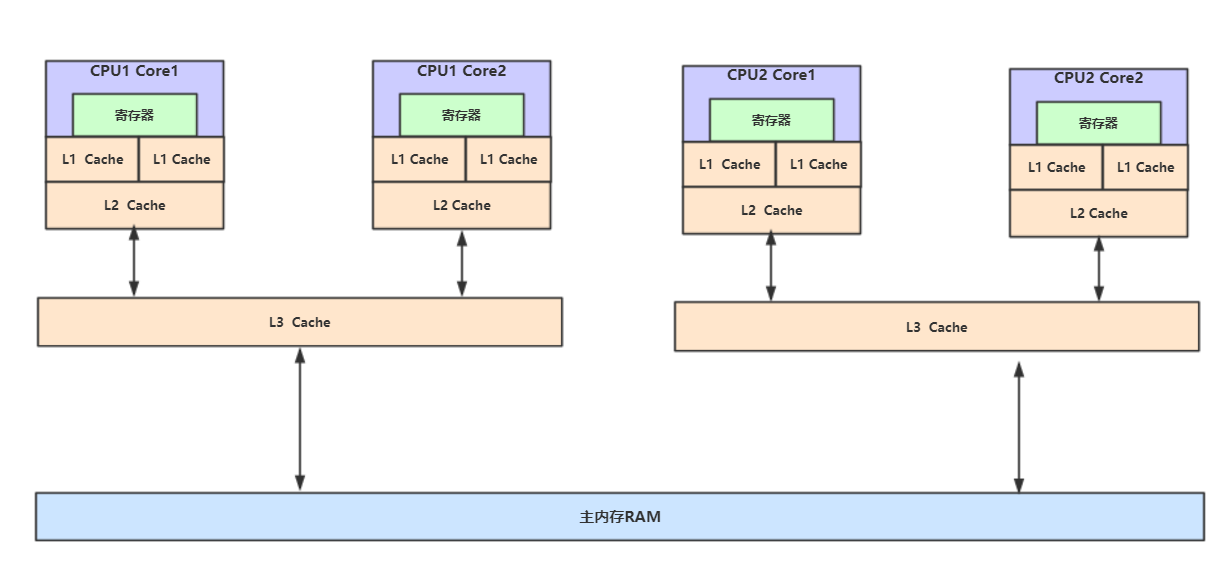 CPU1 Core1
寄存器
L1 Cache
L1 Cache
L2 Cache
CPU1 Core2
寄存器
L1 Cache
L1 Cache
L2 Cache
L3 Cache
CPU2 Core1
寄存器
L1 Cache
L1 Cache
L2 Cache
CPU2 Core2
寄存器
L1 Cache
L1 Cache
L2 Cache
L3 Cache
主内存RAM